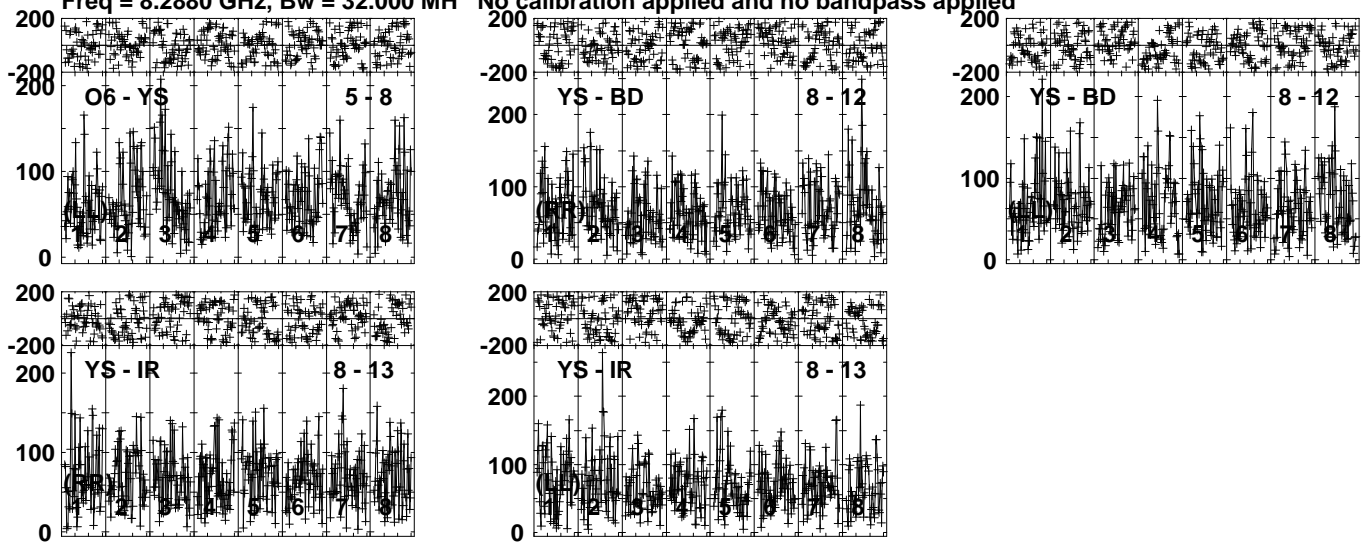 Freq = 8.2880 GHz, Bw = 32.000 MH No calibration applied and no bandpass applied
200
-200
200
100
0
O6 - YS 5 - 8
(LL)
1 2 3 4 5 6 7 8
200
-200
200
100
0
YS - BD 8 - 12
(RR)
1 2 3 4 5 6 7 8
200
-200
200
100
0
YS - BD 8 - 12
(LL)
1 2 3 4 5 6 7 8
200
-200
200
100
0
YS - IR 8 - 13
(RR)
1 2 3 4 5 6 7 8
200
-200
200
100
0
YS - IR 8 - 13
(LL)
1 2 3 4 5 6 7 8